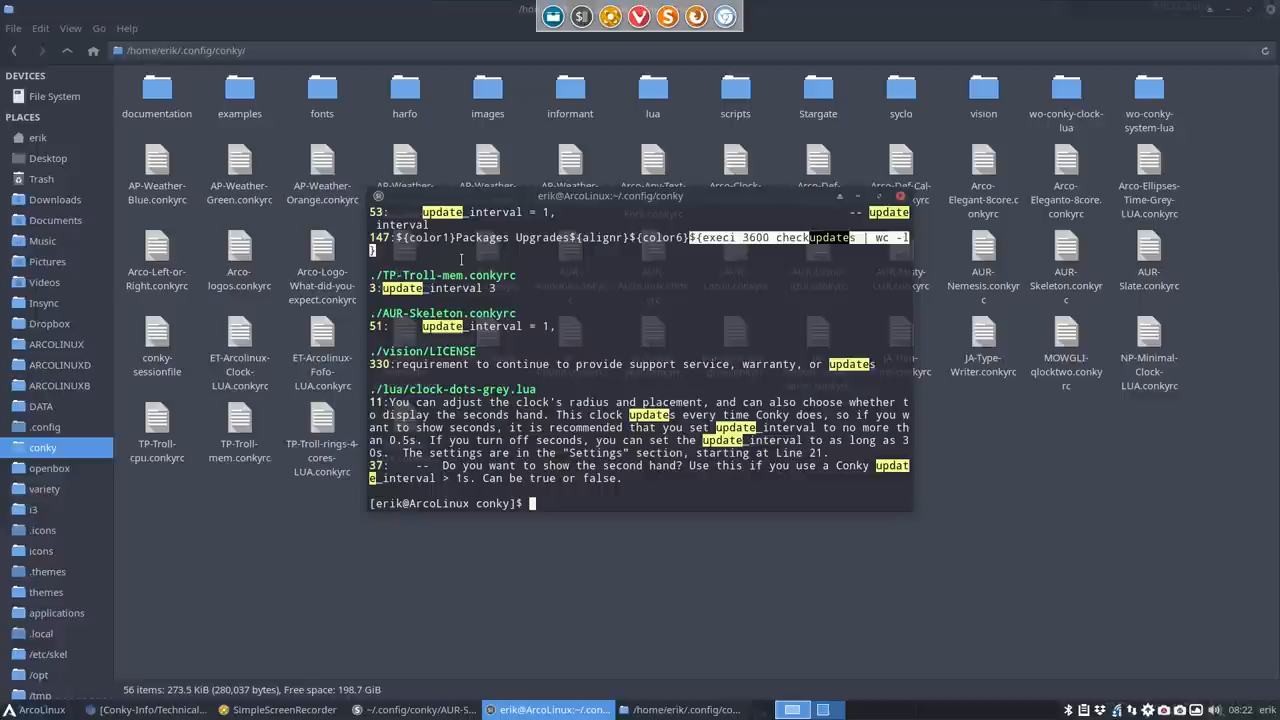 File Edit View Go Help
/home/erik/.config/conky/
DEVICES
File System
PLACES
erik
Desktop
Trash
Downloads
Documents
Music
Pictures
Videos
Insync
Dropbox
ARCOLINUX
ARCOLINUXD
ARCOLINUXB
DATA
.config
conky
openbox
variety
i3
.icons
icons
.themes
themes
applications
.local
/etc/skel
/opt
/tmp
documentation examples fonts harfo images informant lua scripts Stargate syclo vision wo-conky-clock-lua wo-conky-system-lua
AP-Weather-Blue.conkyrc
AP-Weather-Green.conkyrc
AP-Weather-Orange.conkyrc
Arco-Elegant-8core.conkyrc
Arco-Ellipses-Time-Grey-LUA.conkyrc
Arco-Left-or-Right.conkyrc
Arco-Logo-What-did-you-expect.conkyrc
Arco-logos.conkyrc
AUR-Nemesis.conkyrc
AUR-Skeleton.conkyrc
AUR-Slate.conkyrc
conky-sessionfile
ET-Arcolinux-Clock-LUA.conkyrc
ET-Arcolinux-Fofo-LUA.conkyrc
JA-Type-Writer.conkyrc
MOWGLI-qlocktwo.conkyrc
NP-Minimal-Clock.conkyrc
TP-Troll-cpu.conkyrc
TP-Troll-mem.conkyrc
TP-Troll-rings-4-cores-LUA.conkyrc
erik@ArcoLinux:~/.config/conky
53: update_interval = 1, -- update
interval
147:${color1}Packages Upgrades${alignr}${color6}${execi 3600 checkupdates | wc -l
}
./TP-Troll-mem.conkyrc
3:update_interval 3
./AUR-Skeleton.conkyrc
51: update_interval = 1,
./vision/LICENSE
330:requirement to continue to provide support service, warranty, or updates
./lua/clock-dots-grey.lua
11:You can adjust the clock's radius and placement, and can also choose whether t
o display the seconds hand. This clock updates every time Conky does, so if you w
ant to show seconds, it is recommended that you set update_interval to no more th
an 0.5s. If you turn off seconds, you can set the update_interval to as long as 3
0s. The settings are in the "Settings" section, starting at Line 21.
37: -- Do you want to show the second hand? Use this if you use a Conky updat
e_interval > 1s. Can be true or false.
[erik@ArcoLinux conky]$
56 items: 273.5 KiB (280,037 bytes), Free space: 198.7 GiB
ArcoLinux [Conky-Info/Technical... SimpleScreenRecorder ~/.config/conky/AUR-S... erik@ArcoLinux:~/.con... /home/erik/.config/co... 08:22 erik